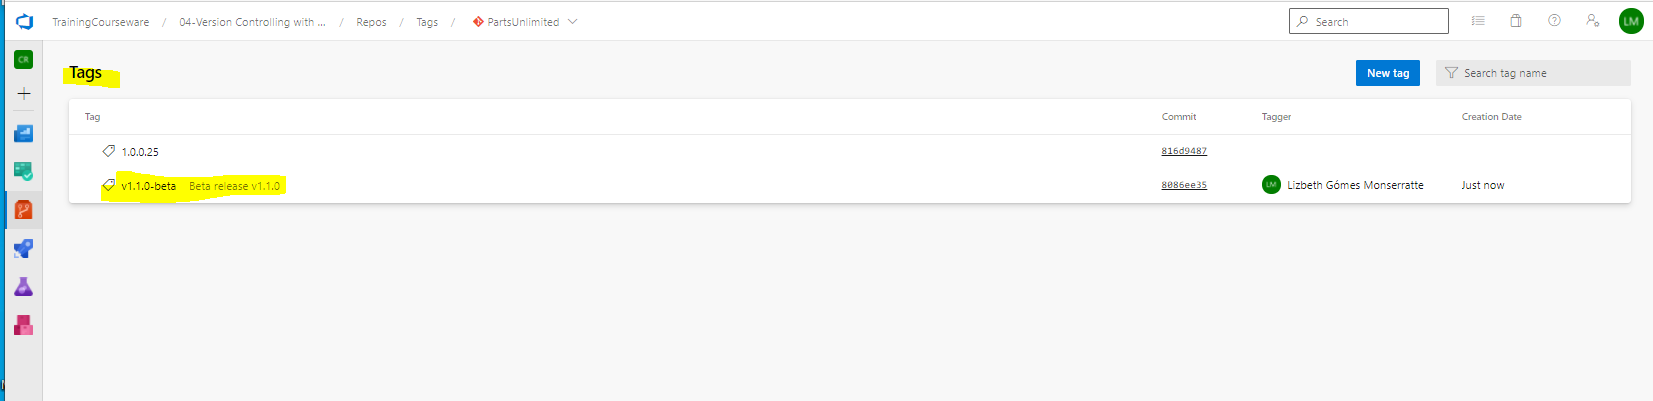 TrainingCourseware / 04-Version Controlling with ... / Repos / Tags / PartsUnlimited Search LM
CR
Tags New tag Search tag name
Tag Commit Tagger Creation Date
1.0.0.25 816d9487
v1.1.0-beta Beta release v1.1.0 8086ee35 LM Lizbeth Gómes Monserratte Just now